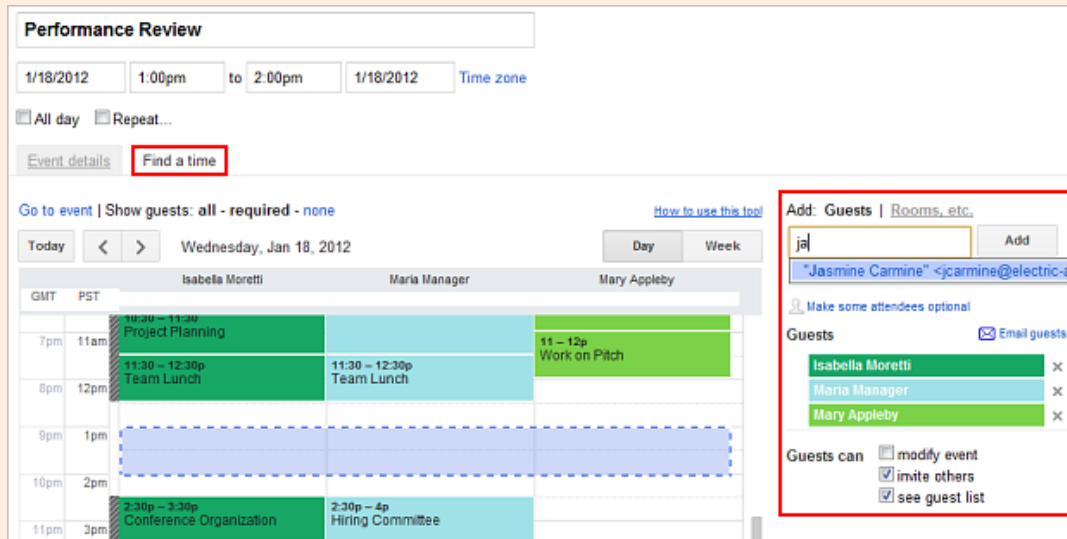 Performance Review
1/18/2012 1:00pm to 2:00pm 1/18/2012 Time zone
All day Repeat...
Event details Find a time
Go to event | Show guests: all - required - none How to use this tool
Today < > Wednesday, Jan 18, 2012 Day Week
Isabella Moretti Maria Manager Mary Appleby
GMT PST
10:30 – 11:30
Project Planning
7pm 11am
11 – 12p
Work on Pitch
11:30 – 12:30p
Team Lunch
11:30 – 12:30p
Team Lunch
8pm 12pm
9pm 1pm
10pm 2pm
2:30p – 3:30p
Conference Organization
2:30p – 4p
Hiring Committee
11pm 3pm
Add: Guests | Rooms, etc.
ja Add
"Jasmine Carmine" <jcarmine@electric-a
Make some attendees optional
Guests Email guests
Isabella Moretti ×
Maria Manager ×
Mary Appleby ×
Guests can modify event
invite others
see guest list